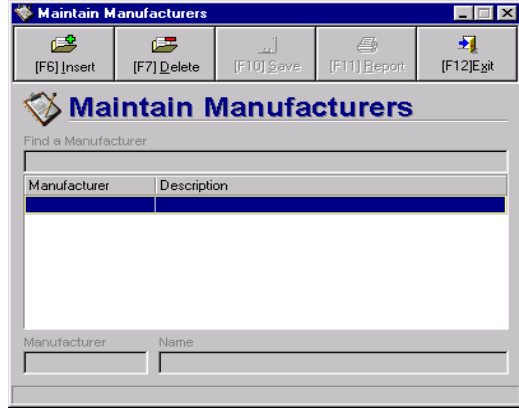 Maintain Manufacturers
[F6] Insert [F7] Delete [F10] Save [F11] Report [F12]Exit
Maintain Manufacturers
Find a Manufacturer
Manufacturer Description
Manufacturer Name